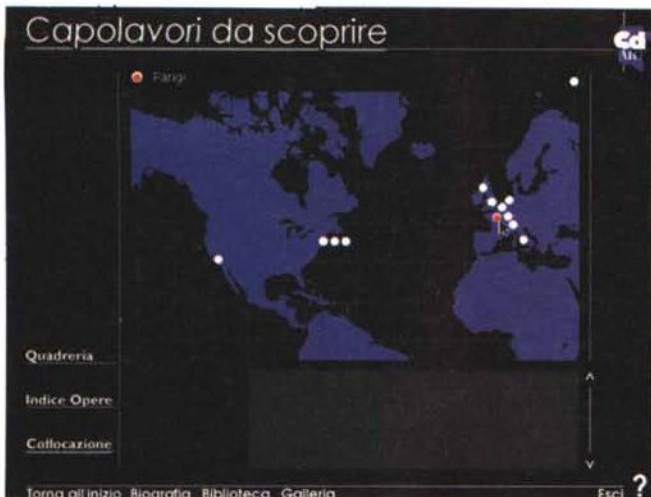 Capolavori da scoprire
Cd
Parigi
Quadreria
Indice Opere
Collocazione
Torna all'inizio Biografia Biblioteca Galleria
Esci ?